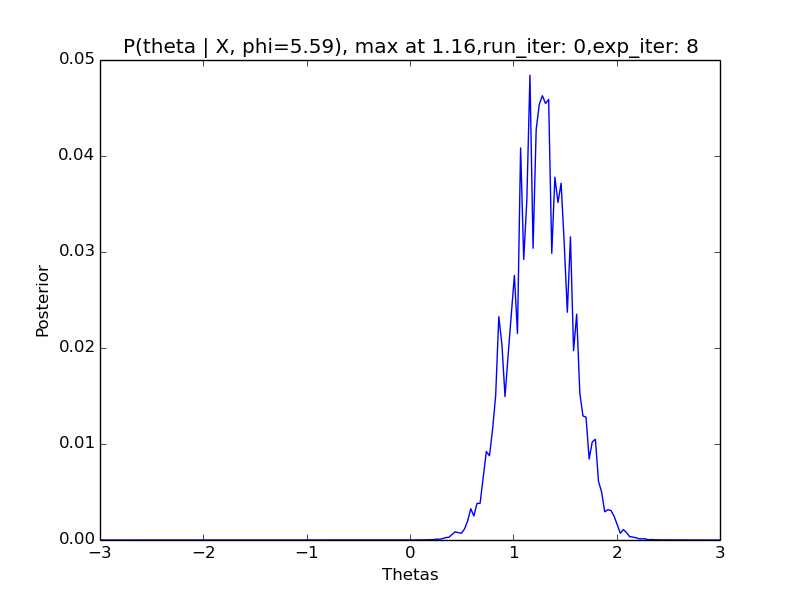 P(theta | X, phi=5.59), max at 1.16,run_iter: 0,exp_iter: 8
0.05
0.04
0.03
0.02
0.01
0.00
Posterior
−3 −2 −1 0 1 2 3
Thetas